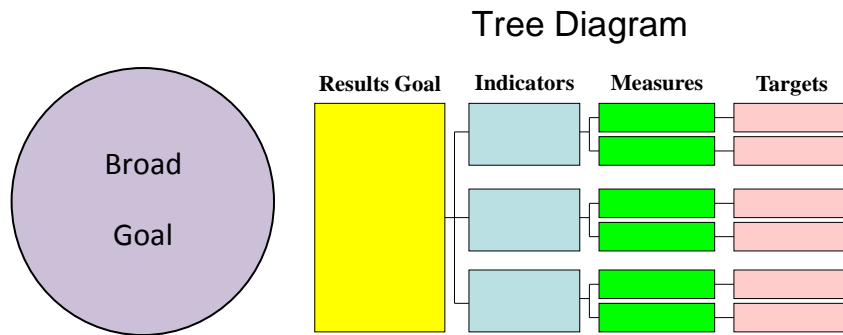 Tree Diagram
Results Goal Indicators Measures Targets
Broad
Goal